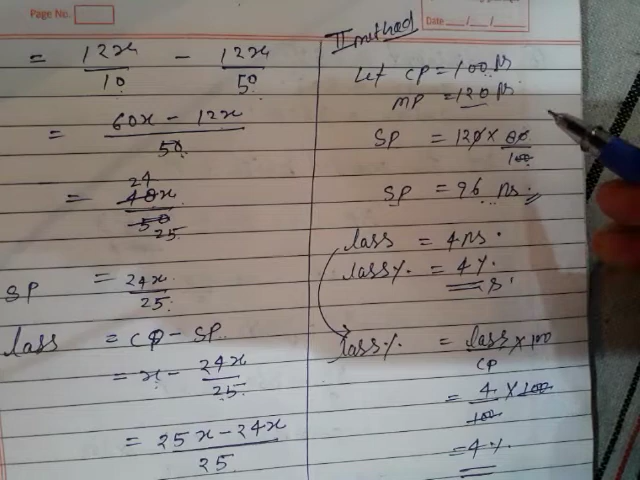 Page No.
Date / /
= 12x/10 - 12x/50
= 60x - 12x/50
24
= 48x/50
25
SP = 24x/25
loss = CP - SP
= x - 24x/25
= 25x - 24x/25
II method
Let CP = 100 Rs
MP = 120 Rs
SP = 120 × 80/100
SP = 96 Rs.
loss = 4 Rs.
loss%. = 4%.
loss%. = loss/CP × 100
= 4/100 × 100
= 4%